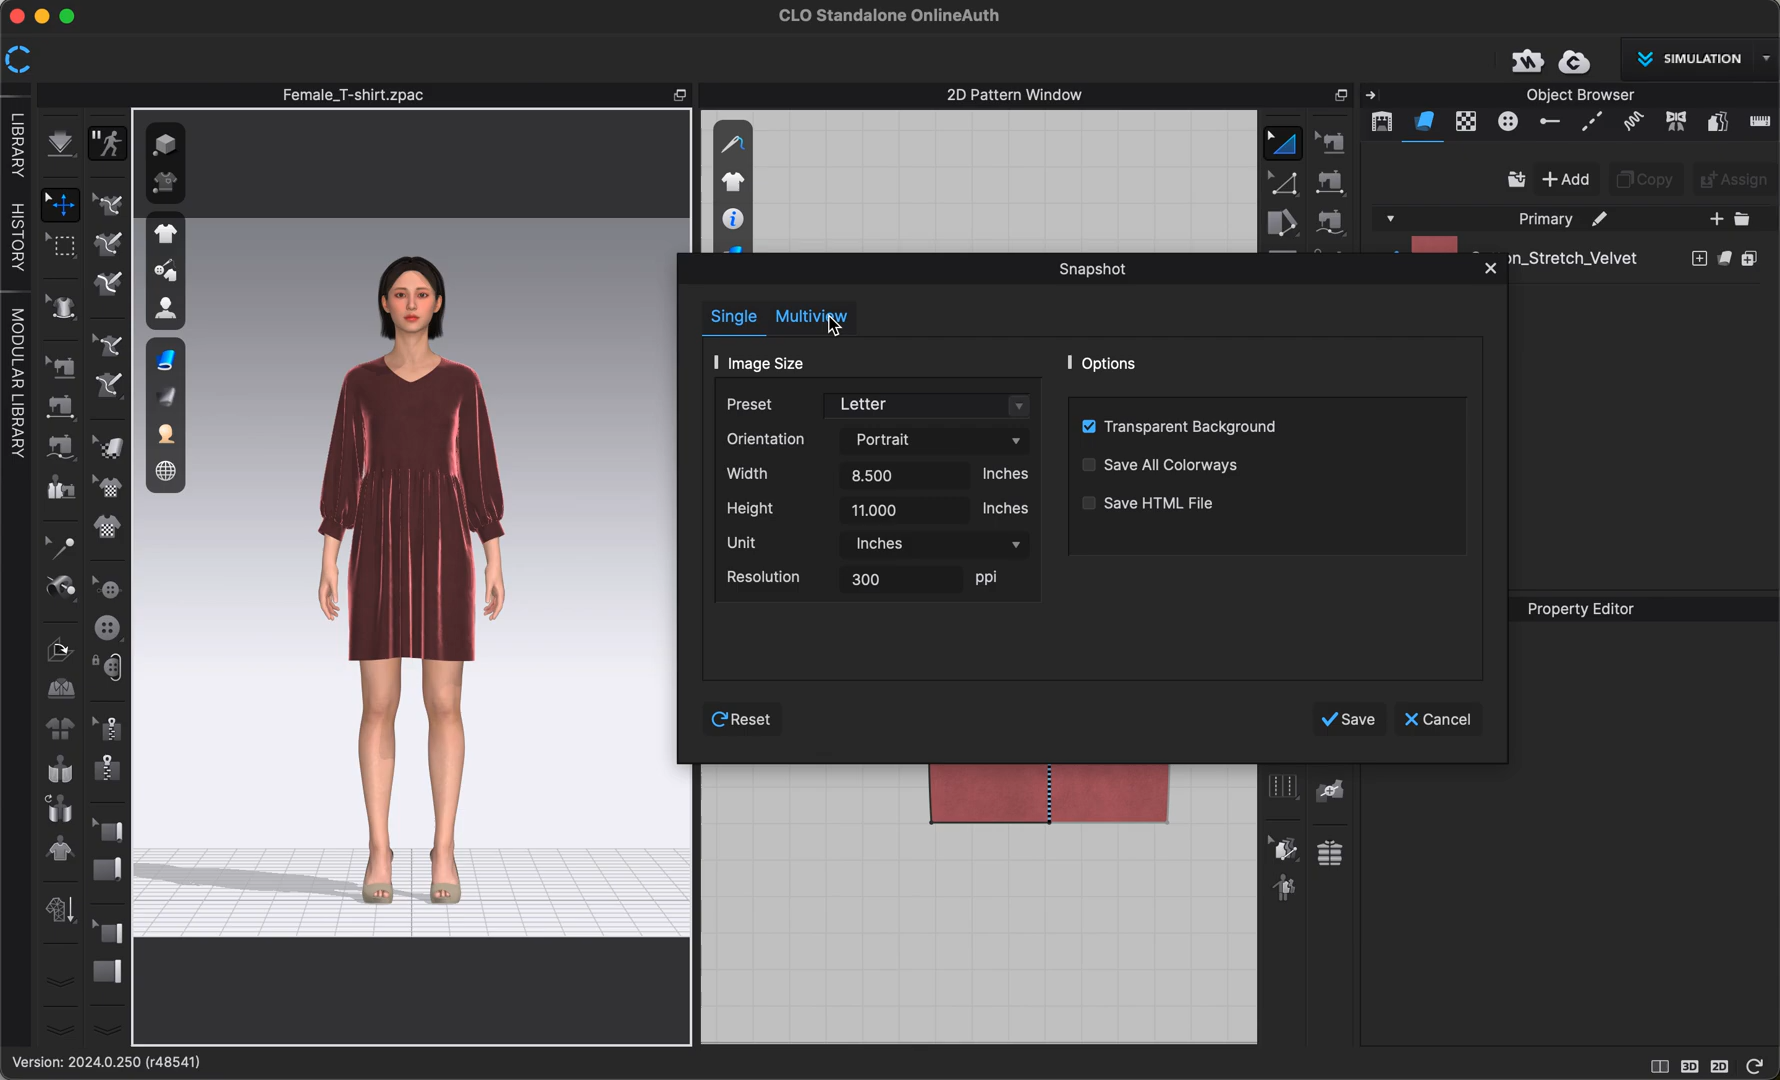 CLO Standalone OnlineAuth
SIMULATION
Female_T-shirt.zpac
2D Pattern Window
Object Browser
LIBRARY
HISTORY
MODULAR LIBRARY
Add
Copy
Assign
Primary
on_Stretch_Velvet
Snapshot
Single Multiview
Image Size
Preset Letter
Orientation Portrait
Width 8.500 Inches
Height 11.000 Inches
Unit Inches
Resolution 300 ppi
Options
Transparent Background
Save All Colorways
Save HTML File
Reset
Save
Cancel
Property Editor
Version: 2024.0.250 (r48541)
3D
2D